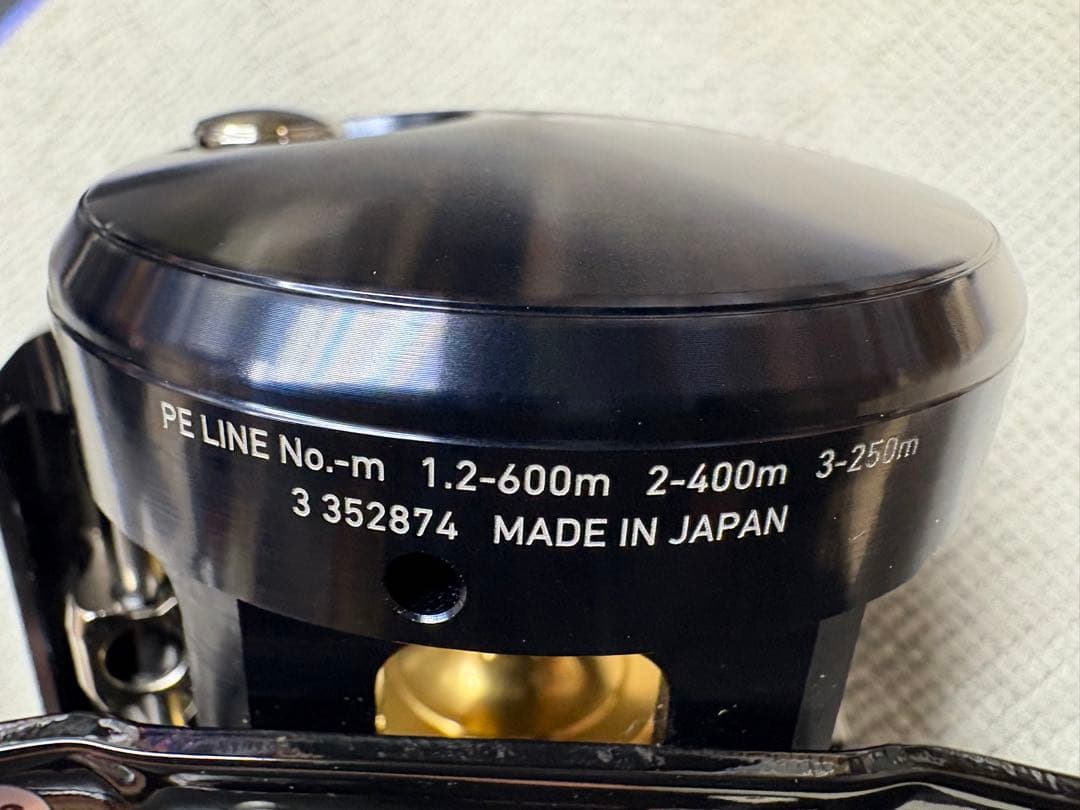 PE LINE No.-m 1.2-600m 2-400m 3-250m
3 352874 MADE IN JAPAN